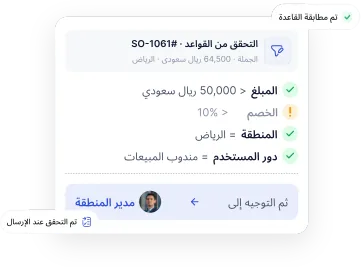 تم مطابقة القاعدة
التحقق من القواعد · SO-1061#
الجملة · 64,500 ريال سعودي · الرياض
المبلغ > 50,000 ريال سعودي
الخصم > 10%
المنطقة = الرياض
دور المستخدم = مندوب المبيعات
تم التوجيه إلى ← مدير المنطقة
تم التحقق عند الإرسال